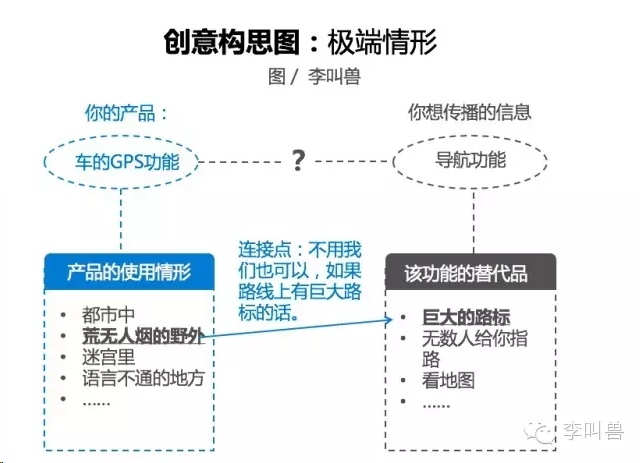 创意构思图：极端情形
图 / 李叫兽
你的产品：
你想传播的信息
车的GPS功能
?
导航功能
产品的使用情形
• 都市中
• 荒无人烟的野外
• 迷宫里
• 语言不通的地方
• ……
连接点：不用我
们也可以，如果
路线上有巨大路
标的话。
该功能的替代品
• 巨大的路标
• 无数人给你指
路
• 看地图
• ……
李叫兽